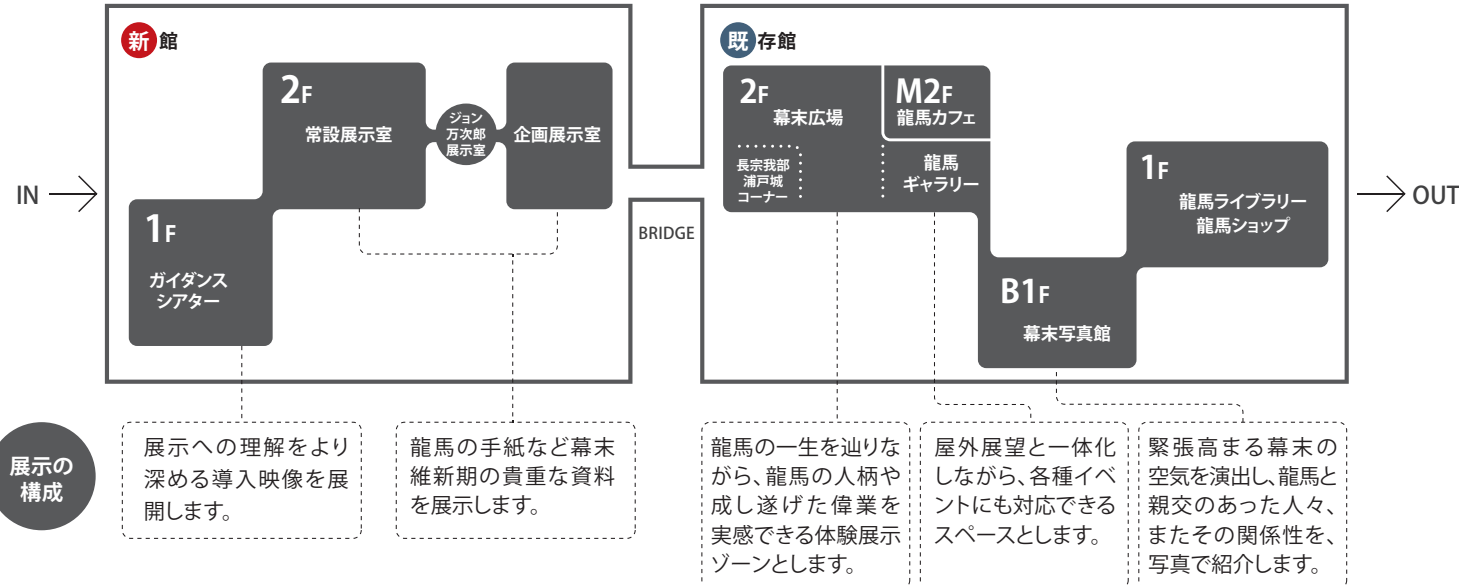 新館
IN
1F
ガイダンス
シアター
2F
常設展示室
ジョン
万次郎
展示室
企画展示室
BRIDGE
既存館
2F
幕末広場
長宗我部
浦戸城
コーナー
M2F
龍馬カフェ
龍馬
ギャラリー
B1F
幕末写真館
1F
龍馬ライブラリー
龍馬ショップ
OUT
展示の
構成
展示への理解をより
深める導入映像を展
開します。
龍馬の手紙など幕末
維新期の貴重な資料
を展示します。
龍馬の一生を辿りな
がら、龍馬の人柄や
成し遂げた偉業を
実感できる体験展示
ゾーンとします。
屋外展望と一体化
しながら、各種イベ
ントにも対応できる
スペースとします。
緊張高まる幕末の
空気を演出し、龍馬と
親交のあった人々、
またその関係性を、
写真で紹介します。